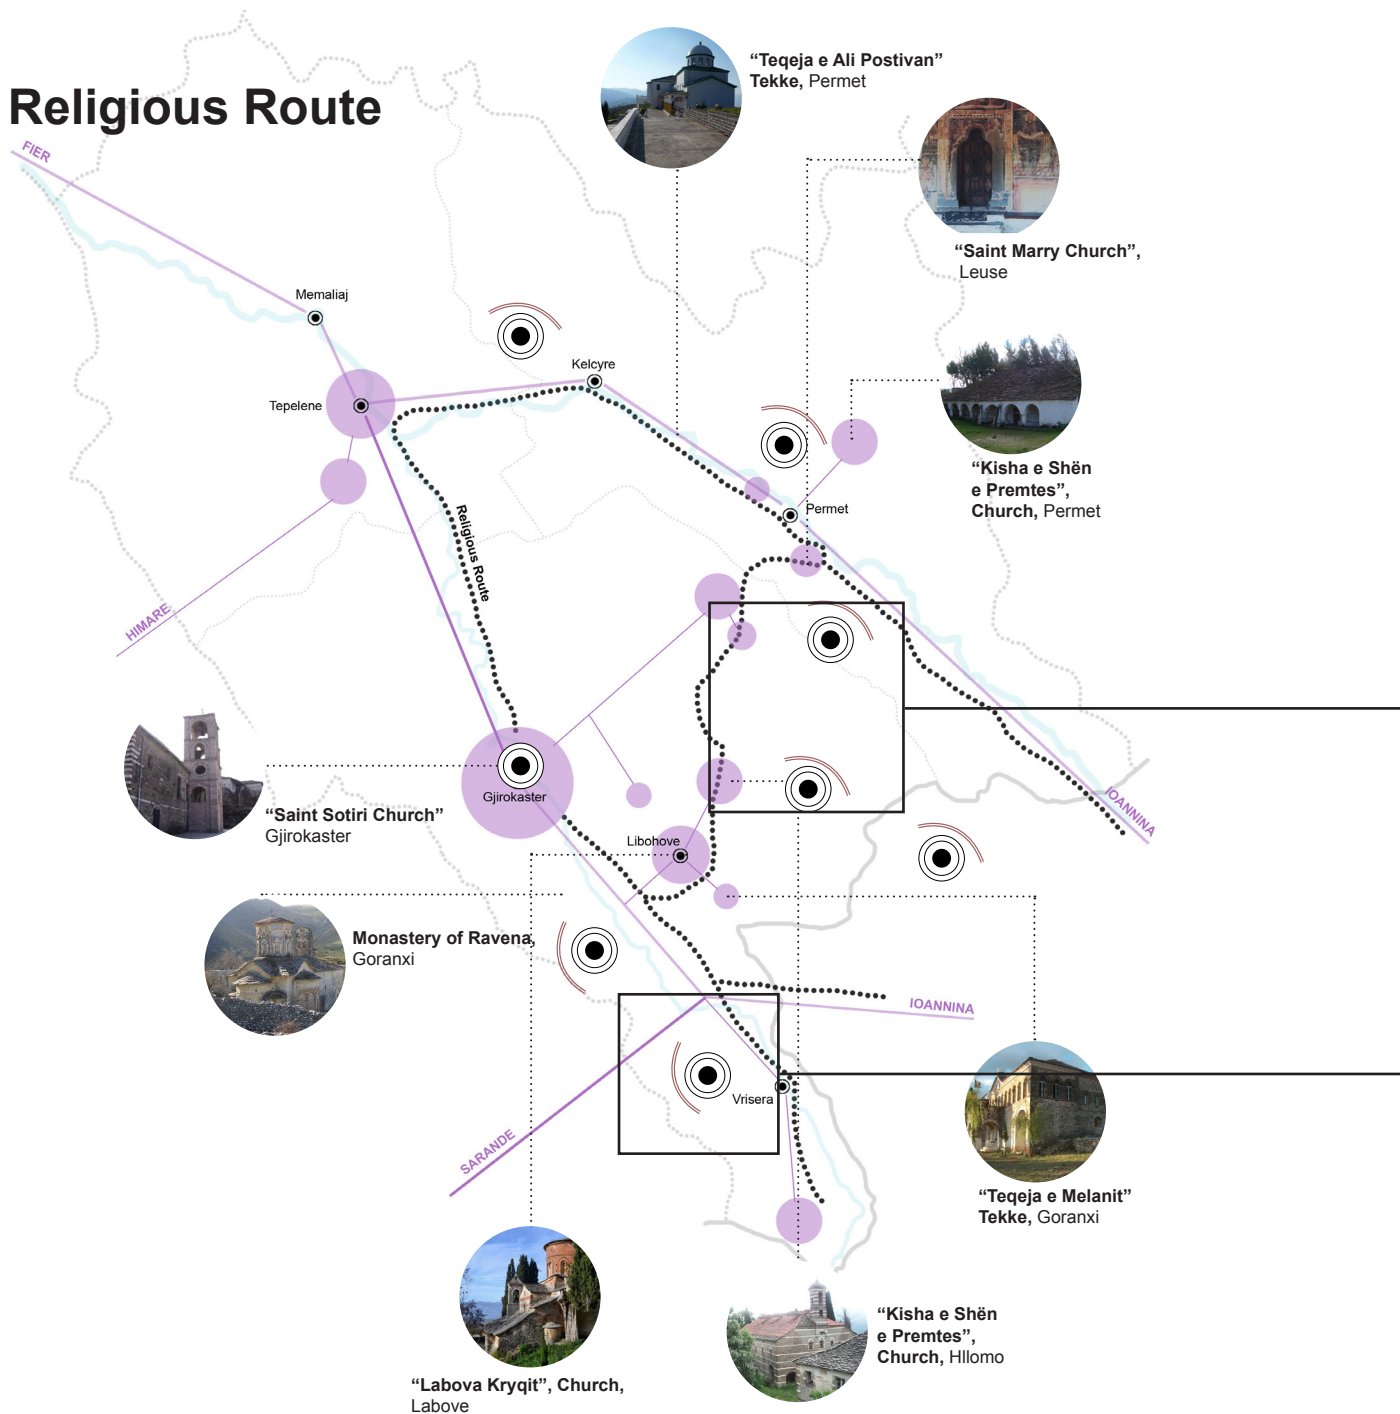 Religious Route
“Teqeja e Ali Postivan”
Tekke, Permet
FIER
“Saint Marry Church”,
Leuse
Memaliaj
Kelcyre
Tepelene
“Kisha e Shën
e Premtes”,
Church, Permet
Permet
Religious Route
HIMARE
Gjirokaster
“Saint Sotiri Church”
Gjirokaster
IOANNINA
Libohove
Monastery of Ravena,
Goranxi
IOANNINA
Vrisera
SARANDE
“Teqeja e Melanit”
Tekke, Goranxi
“Kisha e Shën
e Premtes”,
Church, Hllomo
“Labova Kryqit”, Church,
Labove